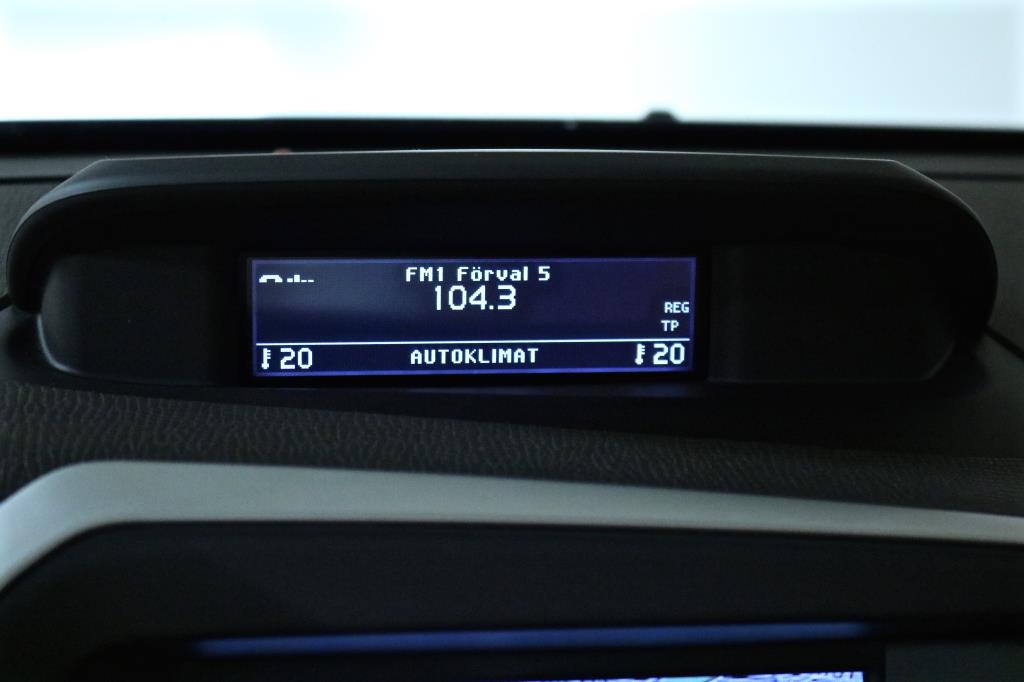 FM1 Förval 5
104.3
REG
TP
20 AUTOKLIMAT 20